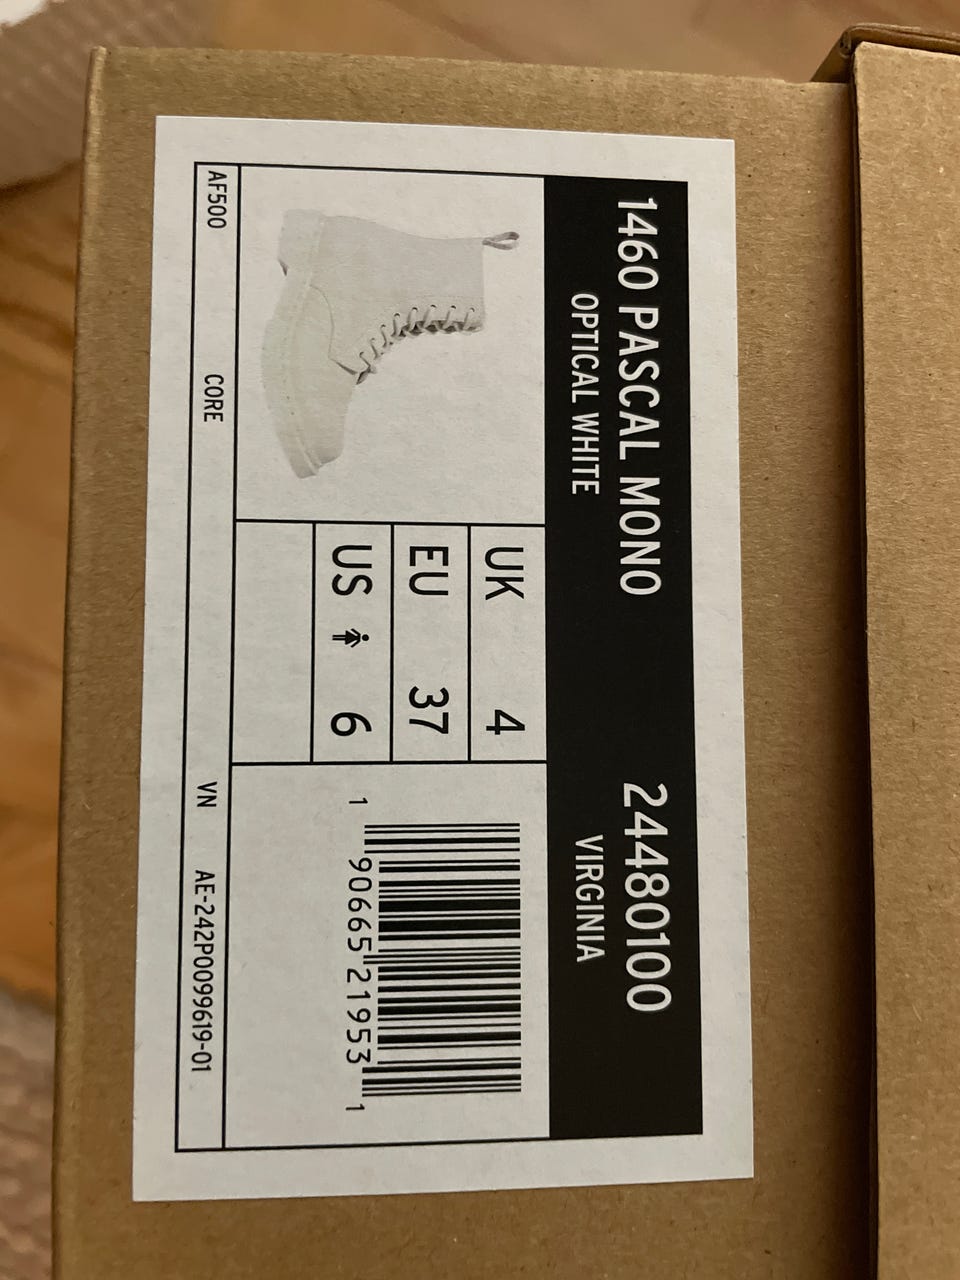 1460 PASCAL MONO 24480100
OPTICAL WHITE VIRGINIA
UK 4
EU 37
US 6
1 90665 21953 1
AF500 CORE VN AE-242P0099619-01